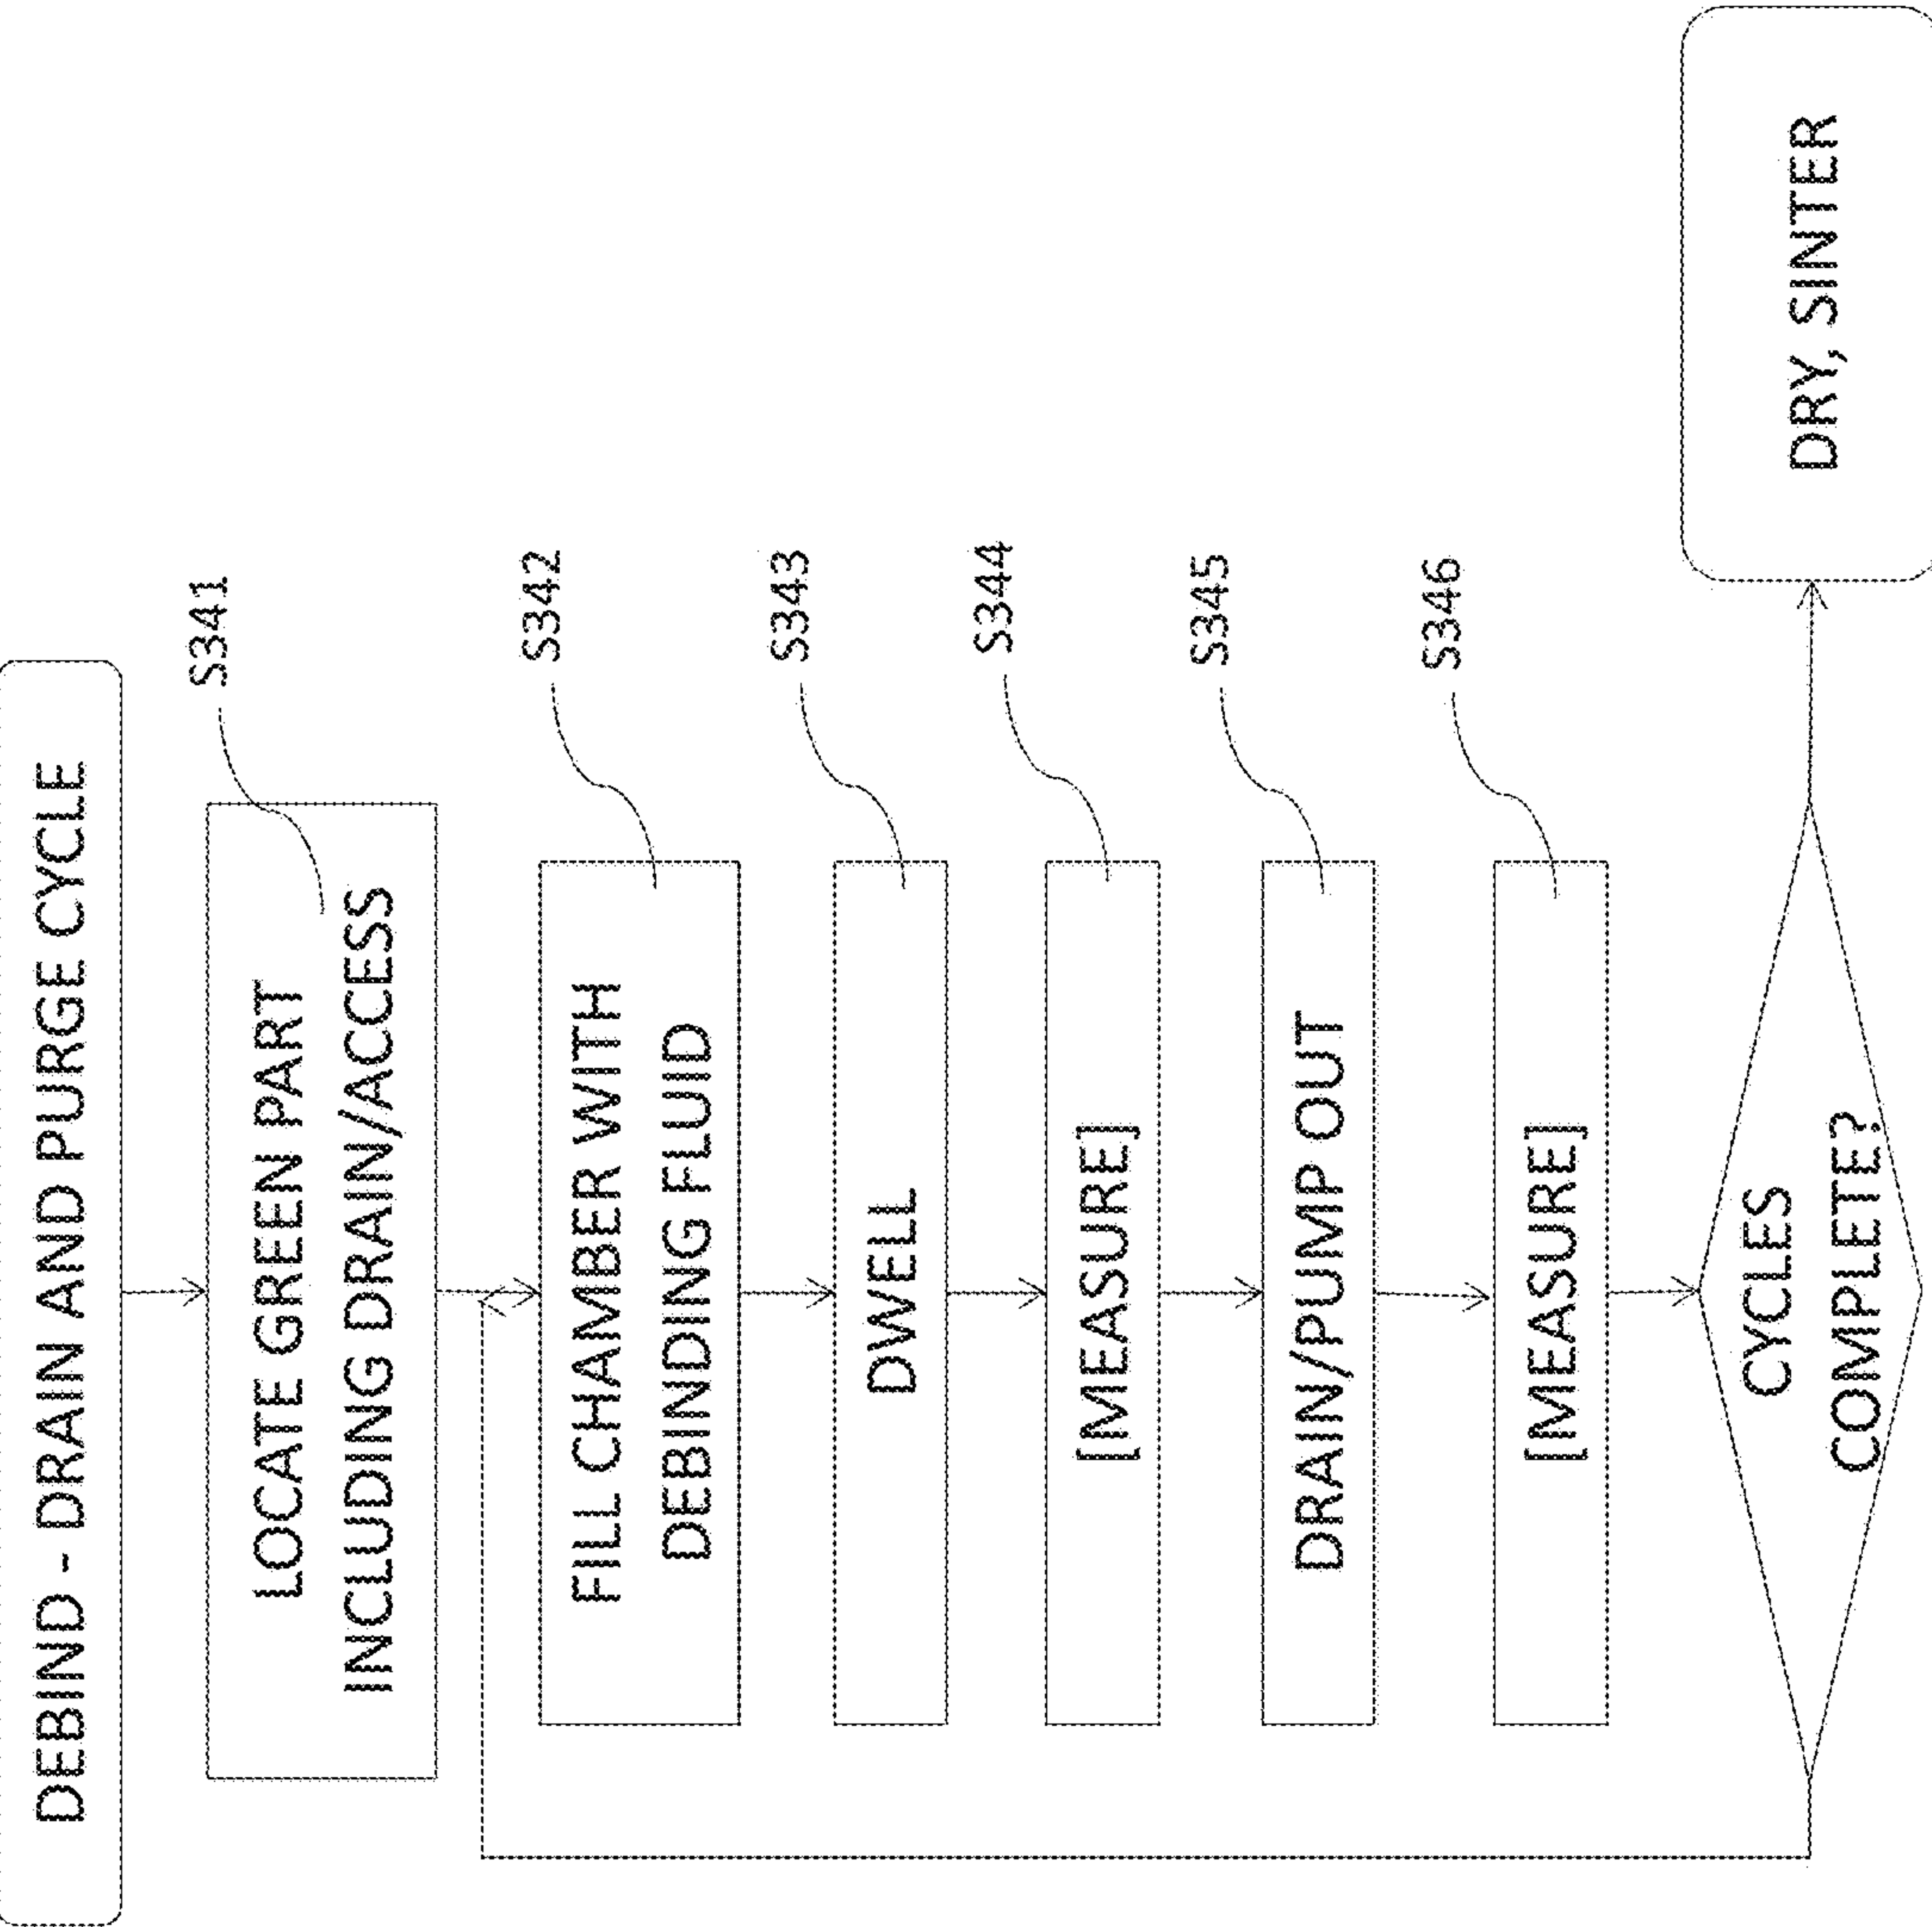 DEBIND - DRAIN AND PURGE CYCLE
S341
LOCATE GREEN PART
INCLUDING DRAIN/ACCESS
S342
FILL CHAMBER WITH
DEBINDING FLUID
S343
DWELL
S344
[MEASURE]
S345
DRAIN/PUMP OUT
S346
[MEASURE]
CYCLES
COMPLETE?
DRY, SINTER